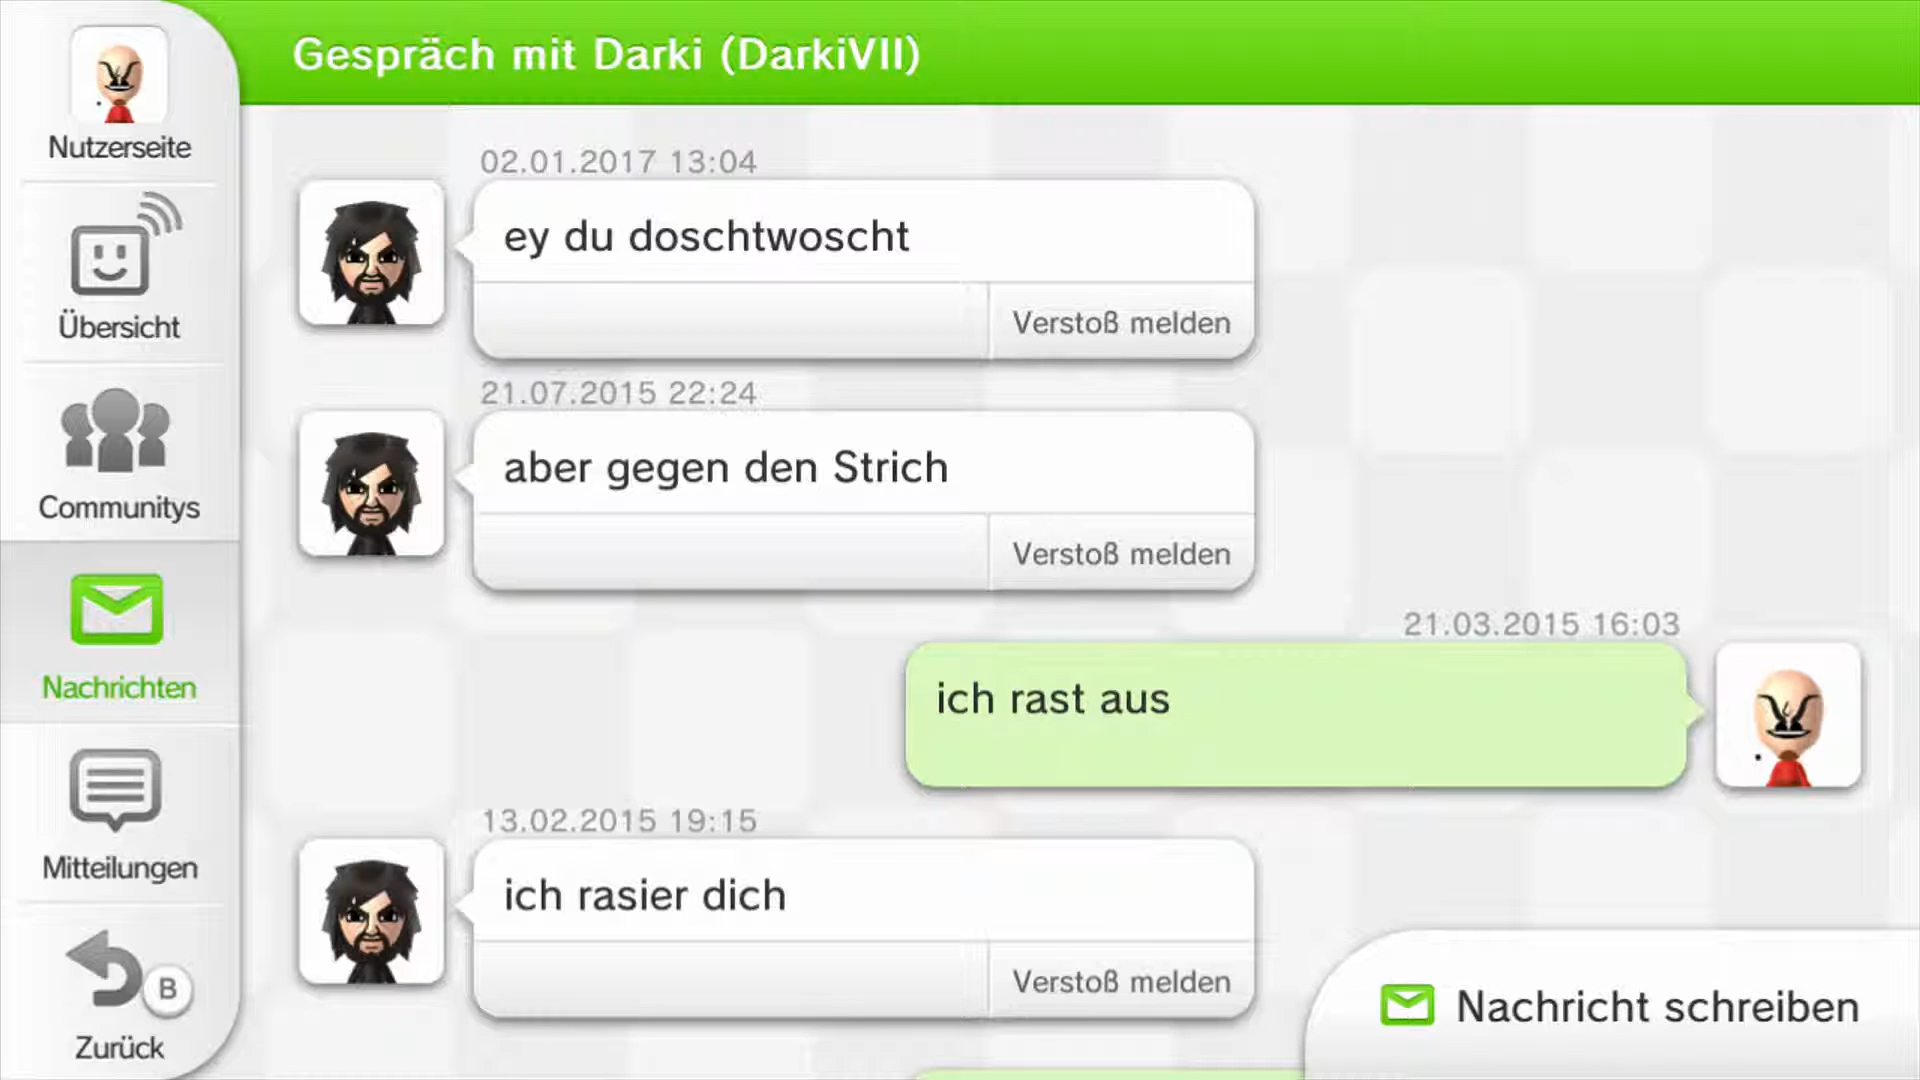 Gespräch mit Darki (DarkiVII)
Nutzerseite
Übersicht
Communitys
Nachrichten
Mitteilungen
B
Zurück
02.01.2017 13:04
ey du doschtwoscht
Verstoß melden
21.07.2015 22:24
aber gegen den Strich
Verstoß melden
21.03.2015 16:03
ich rast aus
13.02.2015 19:15
ich rasier dich
Verstoß melden
Nachricht schreiben